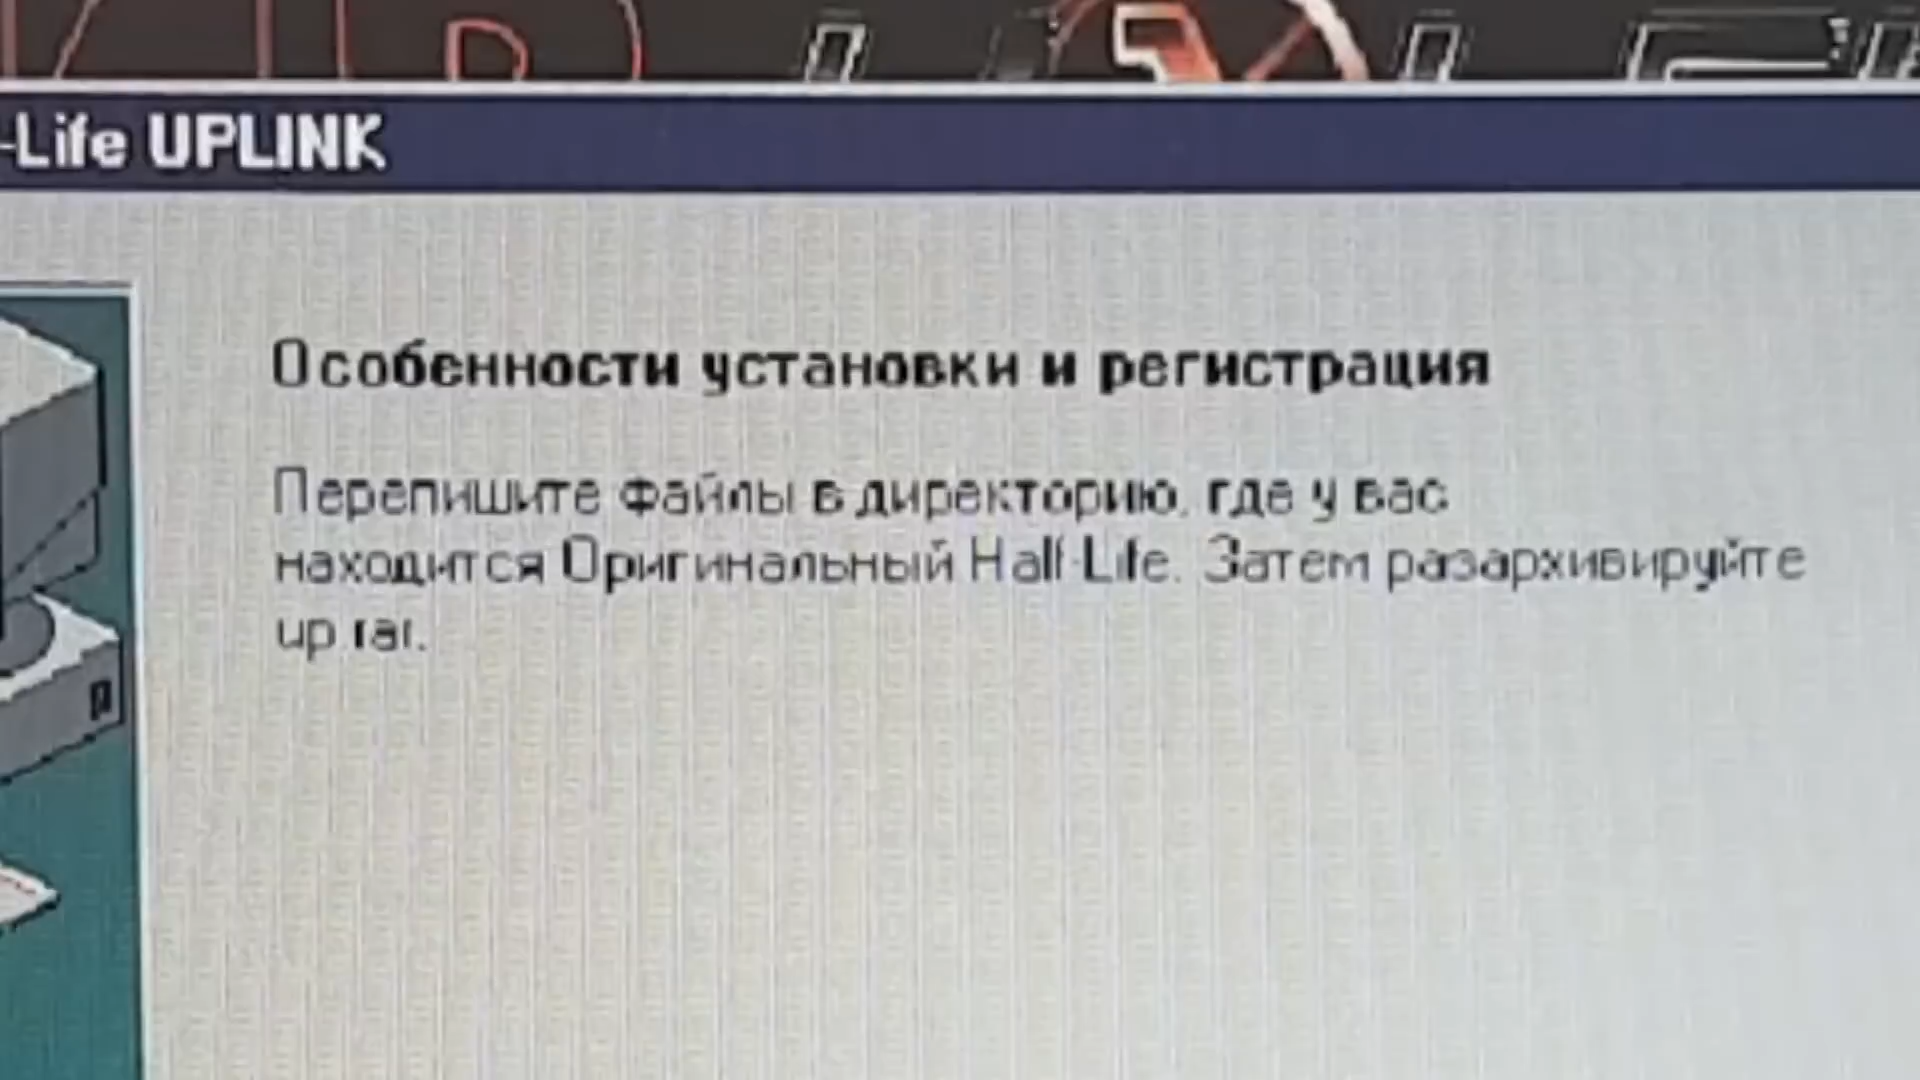 -Life UPLINK
Особенности установки и регистрация
Перепишите файлы в директорию, где у вас
находится Оригинальный Half-Life. Затем разархивируйте
up.rar.